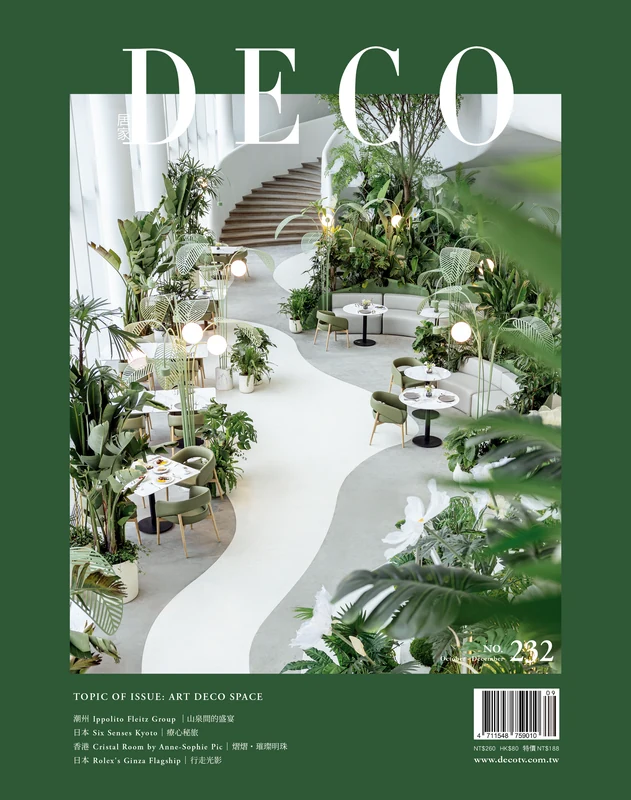 DECO
居家
NO. 232
October - December
TOPIC OF ISSUE: ART DECO SPACE
潮州 Ippolito Fleitz Group｜山泉間的盛宴
日本 Six Senses Kyoto｜療心秘旅
香港 Cristal Room by Anne-Sophie Pic｜熠熠・璀璨明珠
日本 Rolex's Ginza Flagship｜行走光影
09
4 711548 759010
NT$260 HK$80 特價NT$188
www.decotv.com.tw